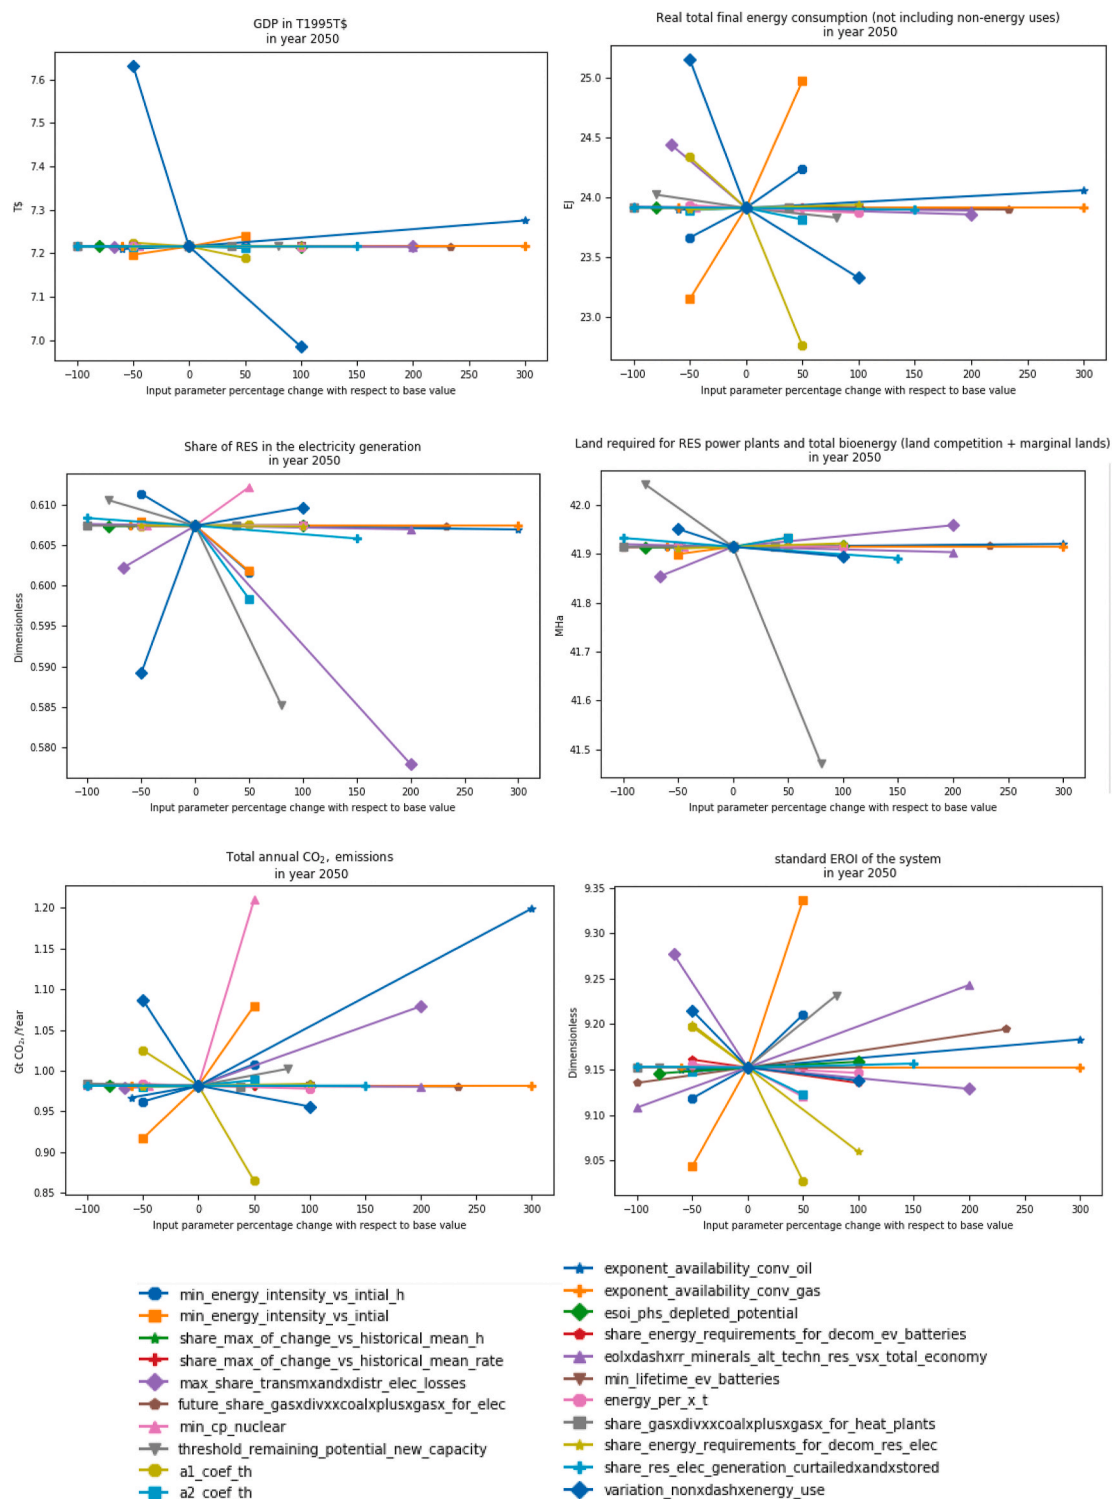 GDP in T1995T$
in year 2050
7.6
7.5
7.4
7.3
7.2
7.1
7.0
T$
−100 −50 0 50 100 150 200 250 300
Input parameter percentage change with respect to base value
Real total final energy consumption (not including non-energy uses)
in year 2050
25.0
24.5
24.0
23.5
23.0
EJ
−100 −50 0 50 100 150 200 250 300
Input parameter percentage change with respect to base value
Share of RES in the electricity generation
in year 2050
0.610
0.605
0.600
0.595
0.590
0.585
0.580
Dimensionless
−100 −50 0 50 100 150 200 250 300
Input parameter percentage change with respect to base value
Land required for RES power plants and total bioenergy (land competition + marginal lands)
in year 2050
42.0
41.9
41.8
41.7
41.6
41.5
MHa
−100 −50 0 50 100 150 200 250 300
Input parameter percentage change with respect to base value
Total annual CO₂, emissions
in year 2050
1.20
1.15
1.10
1.05
1.00
0.95
0.90
0.85
Gt CO₂,/Year
−100 −50 0 50 100 150 200 250 300
Input parameter percentage change with respect to base value
standard EROI of the system
in year 2050
9.35
9.30
9.25
9.20
9.15
9.10
9.05
Dimensionless
−100 −50 0 50 100 150 200 250 300
Input parameter percentage change with respect to base value
min_energy_intensity_vs_intial_h
min_energy_intensity_vs_intial
share_max_of_change_vs_historical_mean_h
share_max_of_change_vs_historical_mean_rate
max_share_transmxandxdistr_elec_losses
future_share_gasxdivxxcoalxplusxgasx_for_elec
min_cp_nuclear
threshold_remaining_potential_new_capacity
a1_coef_th
a2_coef_th
exponent_availability_conv_oil
exponent_availability_conv_gas
esoi_phs_depleted_potential
share_energy_requirements_for_decom_ev_batteries
eolxdashxrr_minerals_alt_techn_res_vsx_total_economy
min_lifetime_ev_batteries
energy_per_x_t
share_gasxdivxxcoalxplusxgasx_for_heat_plants
share_energy_requirements_for_decom_res_elec
share_res_elec_generation_curtailedxandxstored
variation_nonxdashxenergy_use